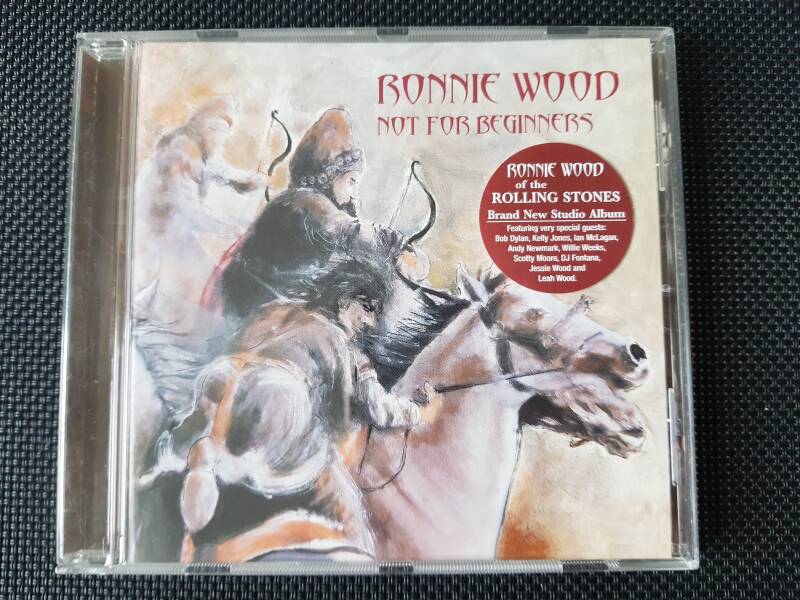 RONNIE WOOD
NOT FOR BEGINNERS
RONNIE WOOD
of the
ROLLING STONES
Brand New Studio Album
Featuring very special guests:
Bob Dylan, Kelly Jones, Ian McLagan,
Andy Newmark, Willie Weeks,
Scotty Moore, DJ Fontana,
Jessie Wood and
Leah Wood.